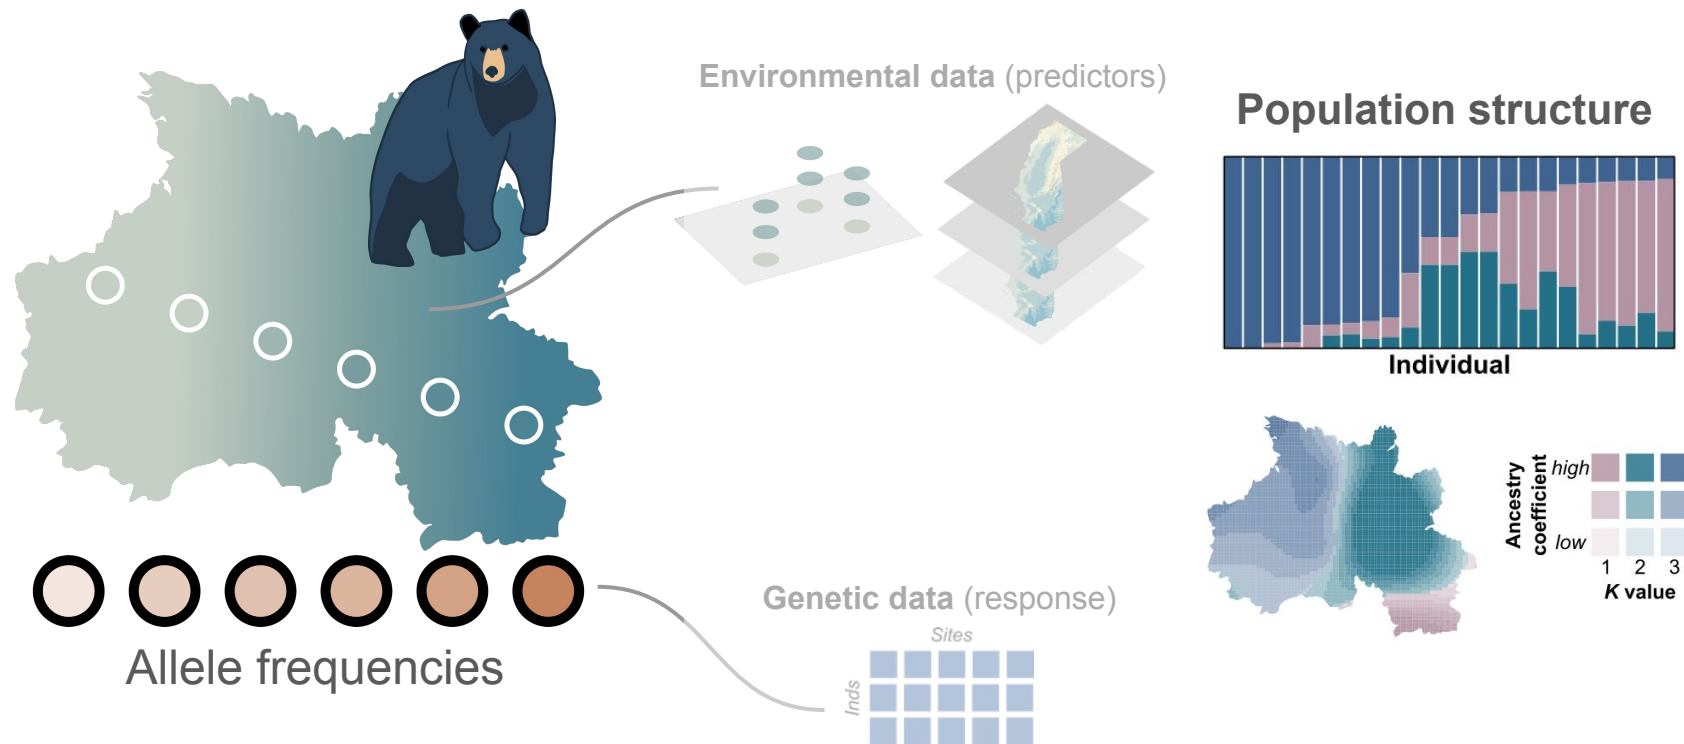 Environmental data (predictors)
Population structure
Individual
Ancestry
coefficient
high
low
1 2 3
K value
Allele frequencies
Genetic data (response)
Sites
Inds